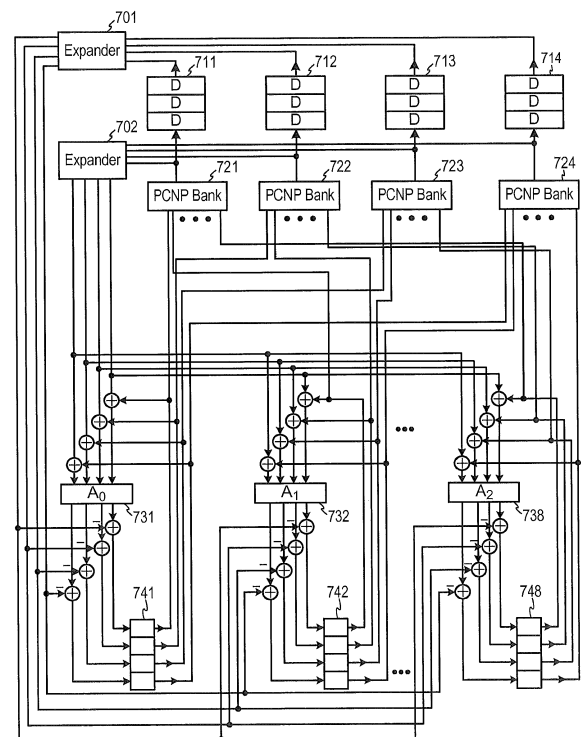 701
Expander
711
712
713
714
D
D
D
D
D
D
D
D
D
D
D
D
702
Expander
721
722
723
724
PCNP Bank
PCNP Bank
PCNP Bank
PCNP Bank
A0
A1
A2
731
732
738
741
742
748